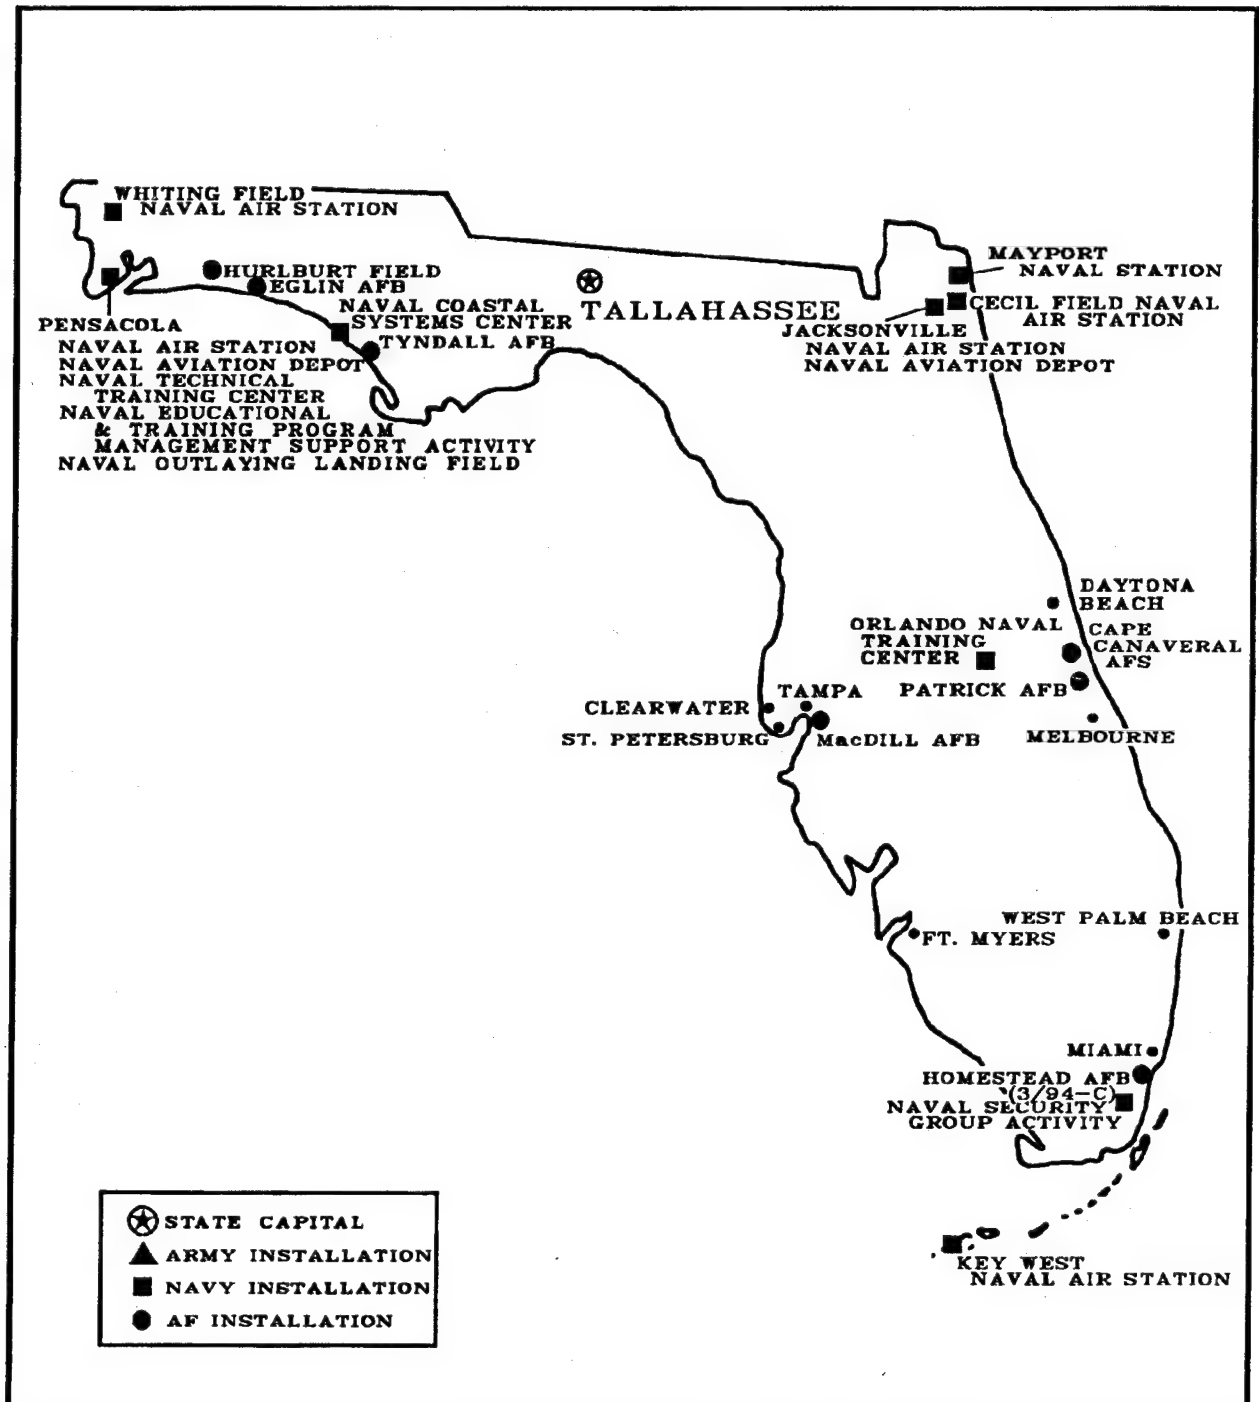 WHITING FIELD
NAVAL AIR STATION
HURLBURT FIELD
EGLIN AFB
NAVAL COASTAL
SYSTEMS CENTER
TYNDALL AFB
PENSACOLA
NAVAL AIR STATION
NAVAL AVIATION DEPOT
NAVAL TECHNICAL
TRAINING CENTER
NAVAL EDUCATIONAL
& TRAINING PROGRAM
MANAGEMENT SUPPORT ACTIVITY
NAVAL OUTLAYING LANDING FIELD
TALLAHASSEE
MAYPORT
NAVAL STATION
CECIL FIELD NAVAL
AIR STATION
JACKSONVILLE
NAVAL AIR STATION
NAVAL AVIATION DEPOT
DAYTONA
BEACH
ORLANDO NAVAL
TRAINING
CENTER
CAPE
CANAVERAL
AFS
PATRICK AFB
MELBOURNE
CLEARWATER
TAMPA
ST. PETERSBURG
MacDILL AFB
WEST PALM BEACH
FT. MYERS
MIAMI
HOMESTEAD AFB
(3/94-C)
NAVAL SECURITY
GROUP ACTIVITY
KEY WEST
NAVAL AIR STATION
STATE CAPITAL
ARMY INSTALLATION
NAVY INSTALLATION
AF INSTALLATION